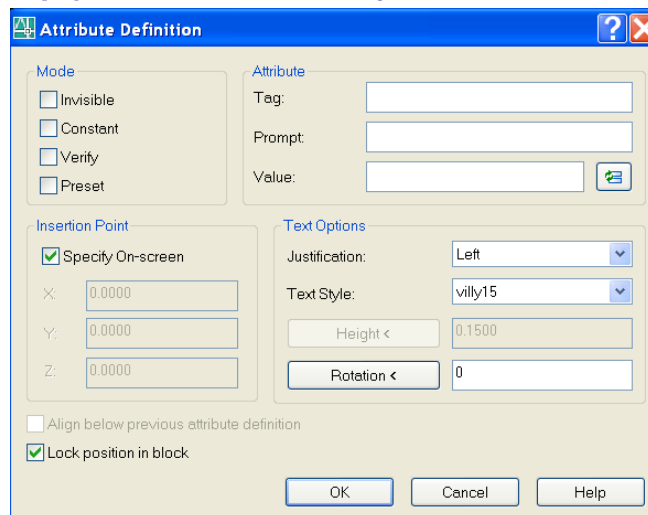 Attribute Definition
Mode
Invisible
Constant
Verify
Preset
Attribute
Tag:
Prompt:
Value:
Insertion Point
Specify On-screen
X: 0.0000
Y: 0.0000
Z: 0.0000
Text Options
Justification: Left
Text Style: villy15
Height < 0.1500
Rotation < 0
Align below previous attribute definition
Lock position in block
OK Cancel Help